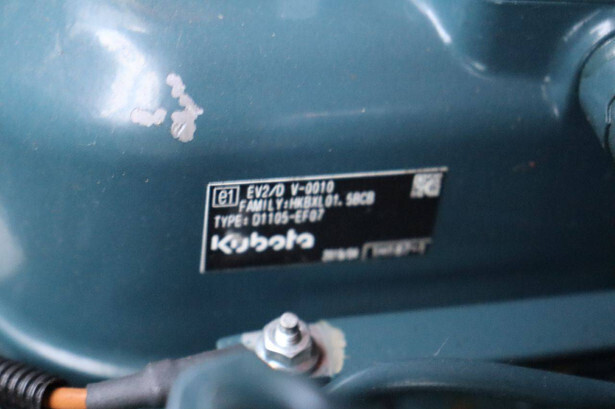 e1 EV2/D V-0010
FAMILY:HKBXL01.5BCB
TYPE: D1105-EF07
Kubota